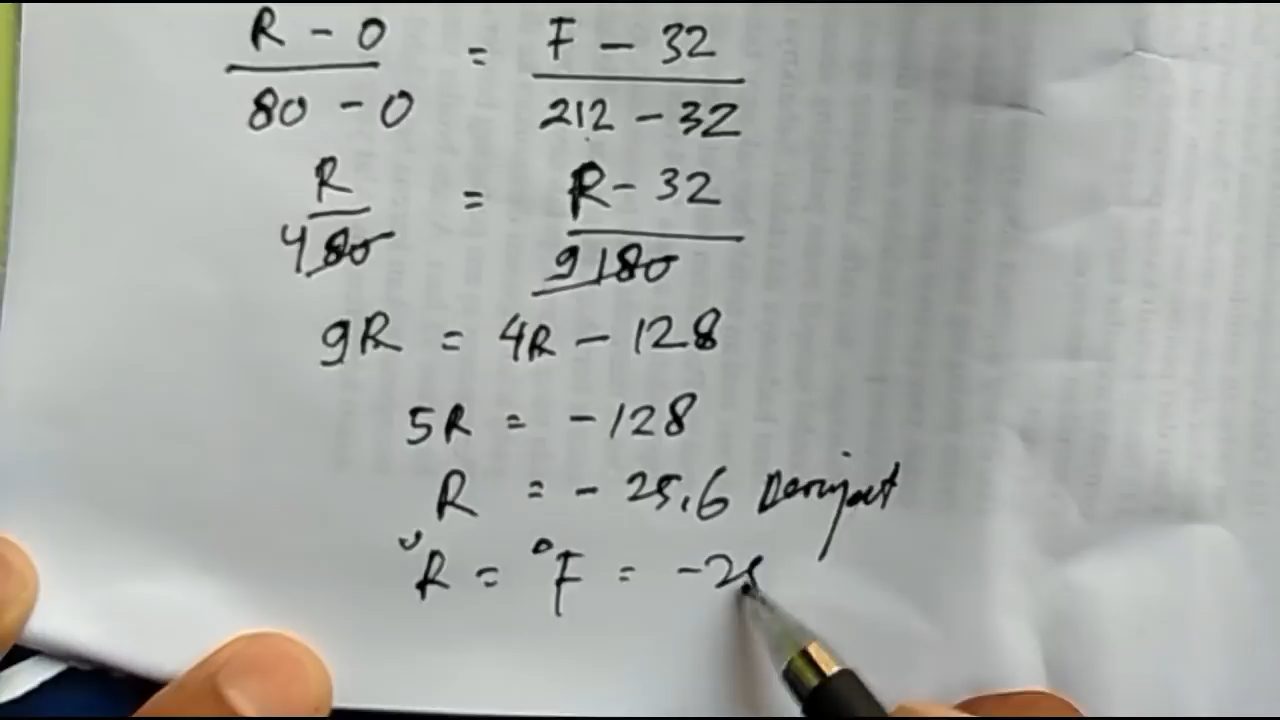 R - 0 = F - 32
80 - 0 212 - 32
R = R - 32
4 80 9 180
9R = 4R - 128
5R = - 128
R = - 25,6 Derajat
°R = °F = - 25